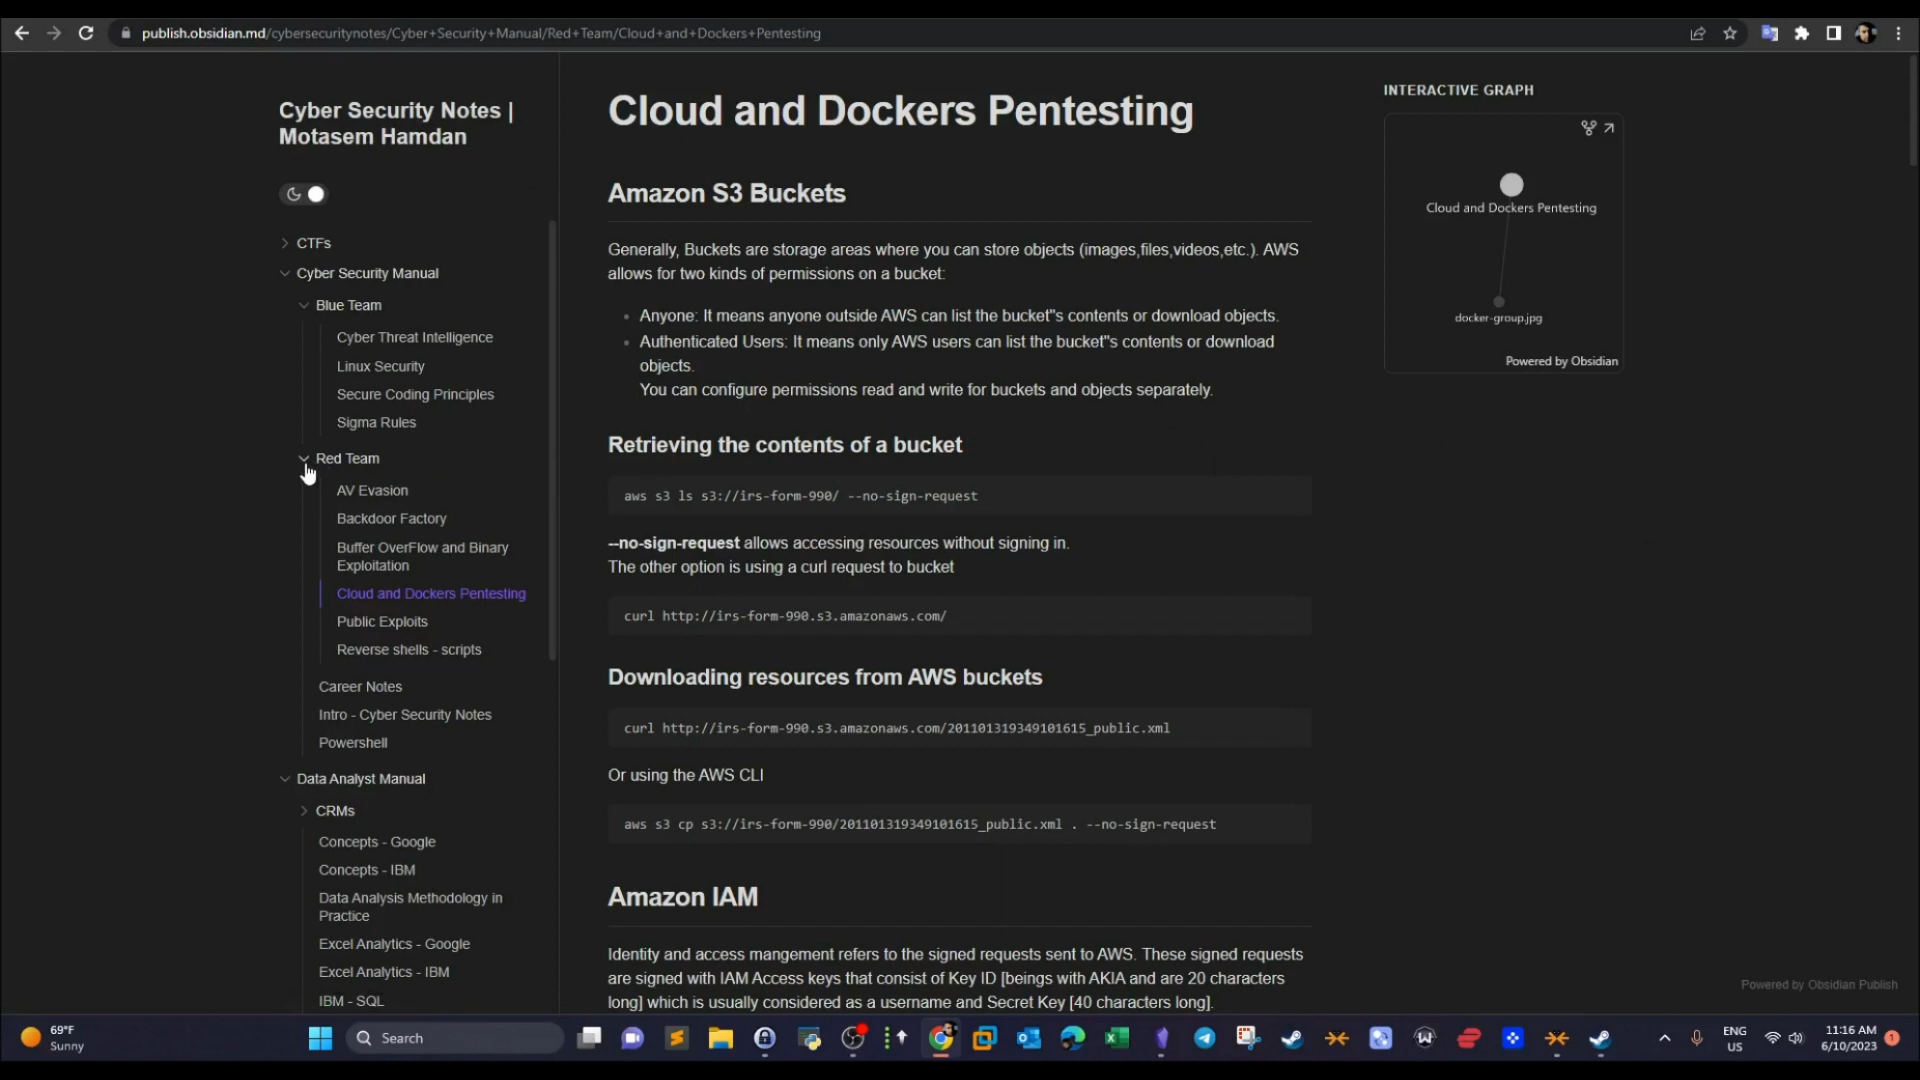 publish.obsidian.md/cybersecuritynotes/Cyber+Security+Manual/Red+Team/Cloud+and+Dockers+Pentesting
Cyber Security Notes |
Motasem Hamdan
CTFs
Cyber Security Manual
Blue Team
Cyber Threat Intelligence
Linux Security
Secure Coding Principles
Sigma Rules
Red Team
AV Evasion
Backdoor Factory
Buffer OverFlow and Binary
Exploitation
Cloud and Dockers Pentesting
Public Exploits
Reverse shells - scripts
Career Notes
Intro - Cyber Security Notes
Powershell
Data Analyst Manual
CRMs
Concepts - Google
Concepts - IBM
Data Analysis Methodology in
Practice
Excel Analytics - Google
Excel Analytics - IBM
IBM - SQL
Cloud and Dockers Pentesting
Amazon S3 Buckets
Generally, Buckets are storage areas where you can store objects (images,files,videos,etc.). AWS
allows for two kinds of permissions on a bucket:
Anyone: It means anyone outside AWS can list the bucket"s contents or download objects.
Authenticated Users: It means only AWS users can list the bucket"s contents or download
objects.
You can configure permissions read and write for buckets and objects separately.
Retrieving the contents of a bucket
aws s3 ls s3://irs-form-990/ --no-sign-request
--no-sign-request allows accessing resources without signing in.
The other option is using a curl request to bucket
curl http://irs-form-990.s3.amazonaws.com/
Downloading resources from AWS buckets
curl http://irs-form-990.s3.amazonaws.com/201101319349101615_public.xml
Or using the AWS CLI
aws s3 cp s3://irs-form-990/201101319349101615_public.xml . --no-sign-request
Amazon IAM
Identity and access mangement refers to the signed requests sent to AWS. These signed requests
are signed with IAM Access keys that consist of Key ID [beings with AKIA and are 20 characters
long] which is usually considered as a username and Secret Key [40 characters long].
INTERACTIVE GRAPH
Cloud and Dockers Pentesting
docker-group.jpg
Powered by Obsidian
Powered by Obsidian Publish
69°F
Sunny
Search
ENG
US
11:16 AM
6/10/2023
1